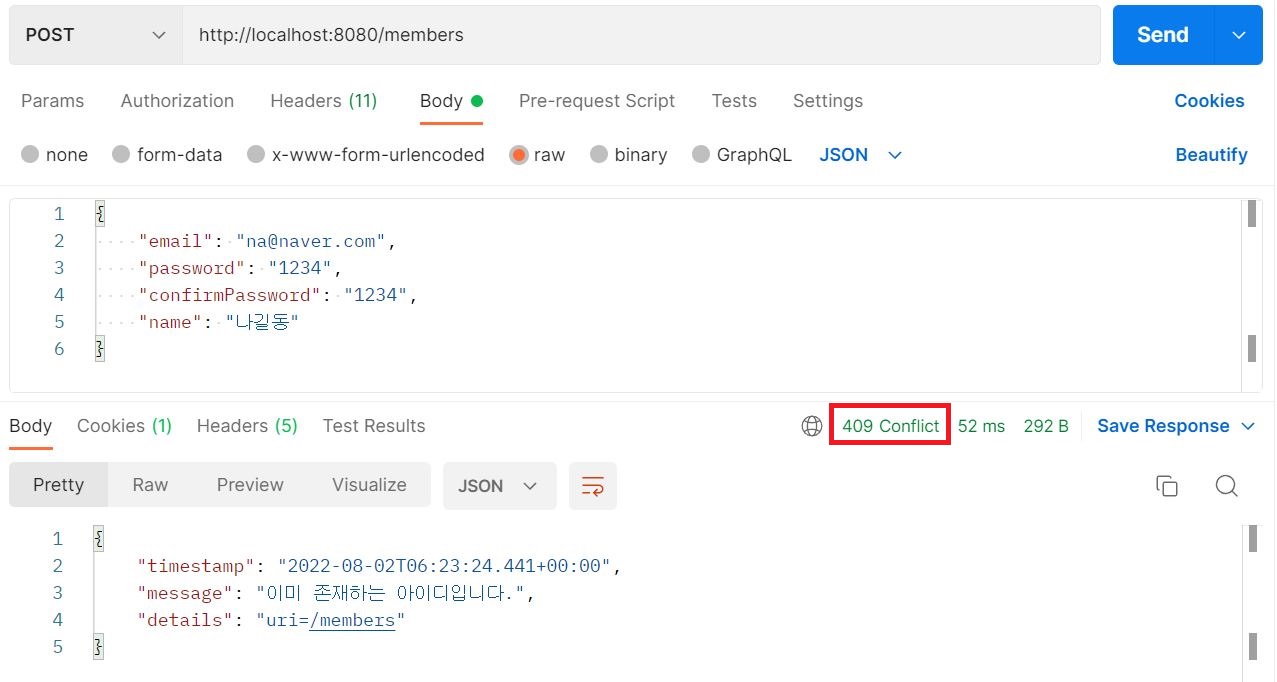 POST http://localhost:8080/members Send
Params Authorization Headers (11) Body Pre-request Script Tests Settings Cookies
none form-data x-www-form-urlencoded raw binary GraphQL JSON Beautify
1 {
2 "email": "na@naver.com",
3 "password": "1234",
4 "confirmPassword": "1234",
5 "name": "나길동"
6 }
Body Cookies (1) Headers (5) Test Results 409 Conflict 52 ms 292 B Save Response
Pretty Raw Preview Visualize JSON
1 {
2 "timestamp": "2022-08-02T06:23:24.441+00:00",
3 "message": "이미 존재하는 아이디입니다.",
4 "details": "uri=/members"
5 }